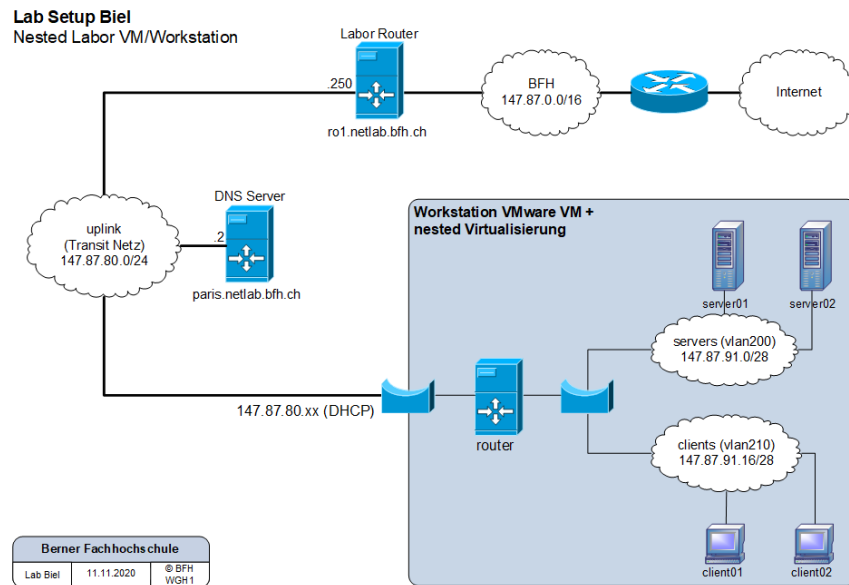 Lab Setup Biel
Nested Labor VM/Workstation
Labor Router
.250
ro1.netlab.bfh.ch
BFH
147.87.0.0/16
Internet
DNS Server
uplink
(Transit Netz)
147.87.80.0/24
.2
paris.netlab.bfh.ch
Workstation VMware VM +
nested Virtualisierung
server01
server02
servers (vlan200)
147.87.91.0/28
147.87.80.xx (DHCP)
router
clients (vlan210)
147.87.91.16/28
client01
client02
Berner Fachhochschule
Lab Biel
11.11.2020
© BFH
WGH1